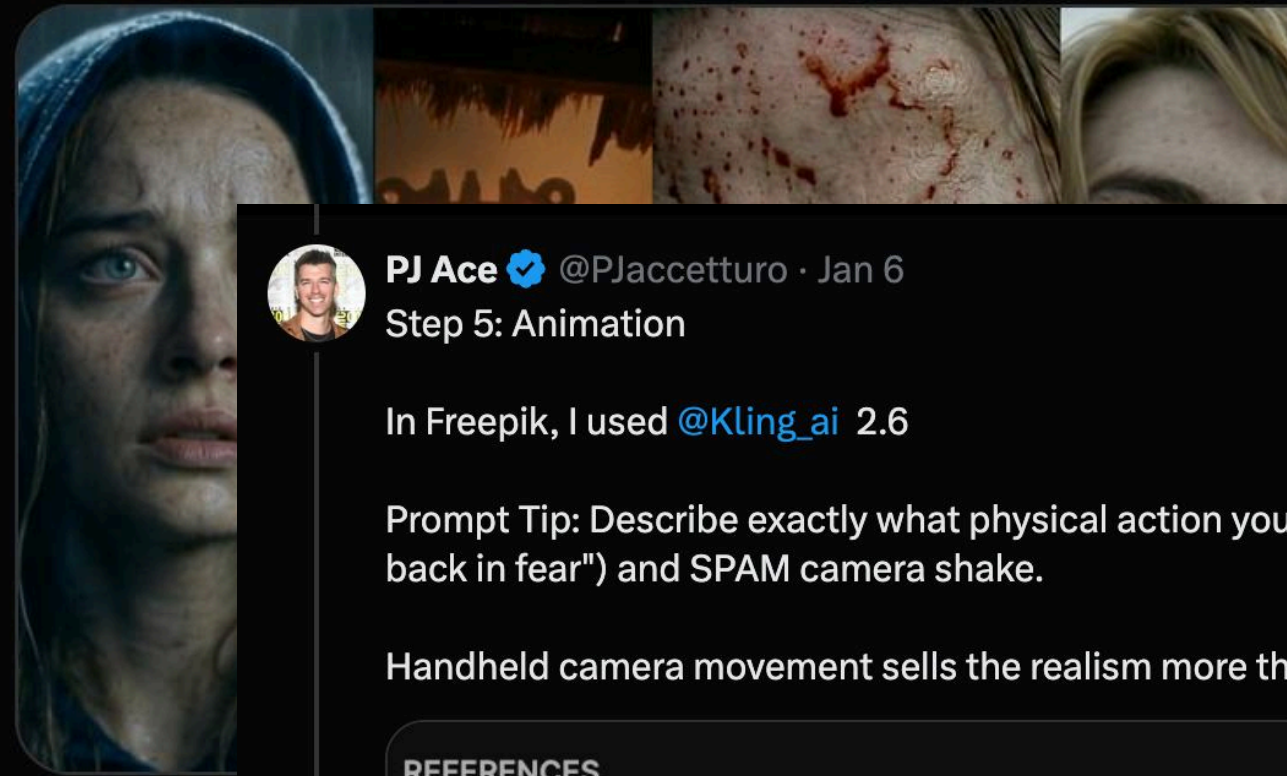 PJ Ace @PJaccetturo · Jan 6
Step 5: Animation
In Freepik, I used @Kling_ai 2.6
Prompt Tip: Describe exactly what physical action you
back in fear") and SPAM camera shake.
Handheld camera movement sells the realism more th
REFERENCES